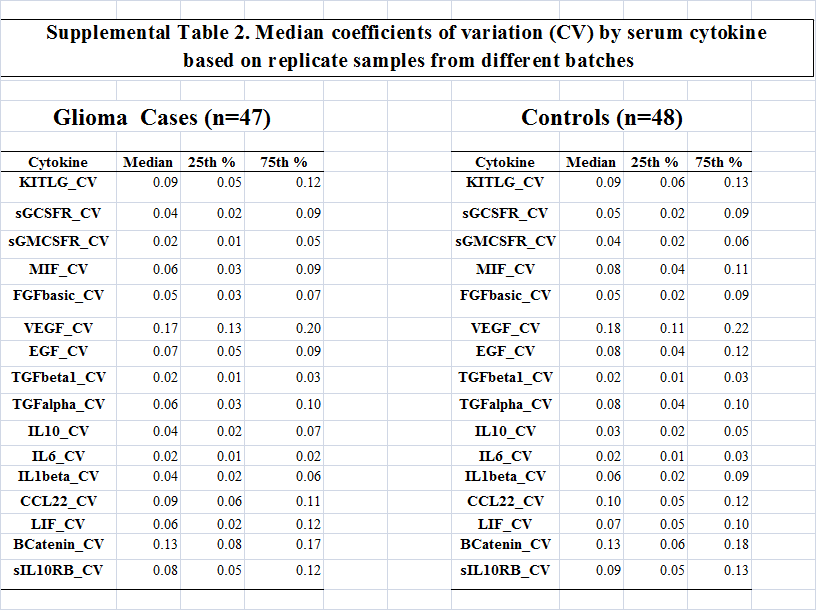 Supplemental Table 2. Median coefficients of variation (CV) by serum cytokine
based on replicate samples from different batches
Glioma Cases (n=47) Controls (n=48)
Cytokine Median 25th % 75th % Cytokine Median 25th % 75th %
KITLG_CV 0.09 0.05 0.12 KITLG_CV 0.09 0.06 0.13
sGCSFR_CV 0.04 0.02 0.09 sGCSFR_CV 0.05 0.02 0.09
sGMCSFR_CV 0.02 0.01 0.05 sGMCSFR_CV 0.04 0.02 0.06
MIF_CV 0.06 0.03 0.09 MIF_CV 0.08 0.04 0.11
FGFbasic_CV 0.05 0.03 0.07 FGFbasic_CV 0.05 0.02 0.09
VEGF_CV 0.17 0.13 0.20 VEGF_CV 0.18 0.11 0.22
EGF_CV 0.07 0.05 0.09 EGF_CV 0.08 0.04 0.12
TGFbeta1_CV 0.02 0.01 0.03 TGFbeta1_CV 0.02 0.01 0.03
TGFalpha_CV 0.06 0.03 0.10 TGFalpha_CV 0.08 0.04 0.10
IL10_CV 0.04 0.02 0.07 IL10_CV 0.03 0.02 0.05
IL6_CV 0.02 0.01 0.02 IL6_CV 0.02 0.01 0.03
IL1beta_CV 0.04 0.02 0.06 IL1beta_CV 0.06 0.02 0.09
CCL22_CV 0.09 0.06 0.11 CCL22_CV 0.10 0.05 0.12
LIF_CV 0.06 0.02 0.12 LIF_CV 0.07 0.05 0.10
BCatenin_CV 0.13 0.08 0.17 BCatenin_CV 0.13 0.06 0.18
sIL10RB_CV 0.08 0.05 0.12 sIL10RB_CV 0.09 0.05 0.13